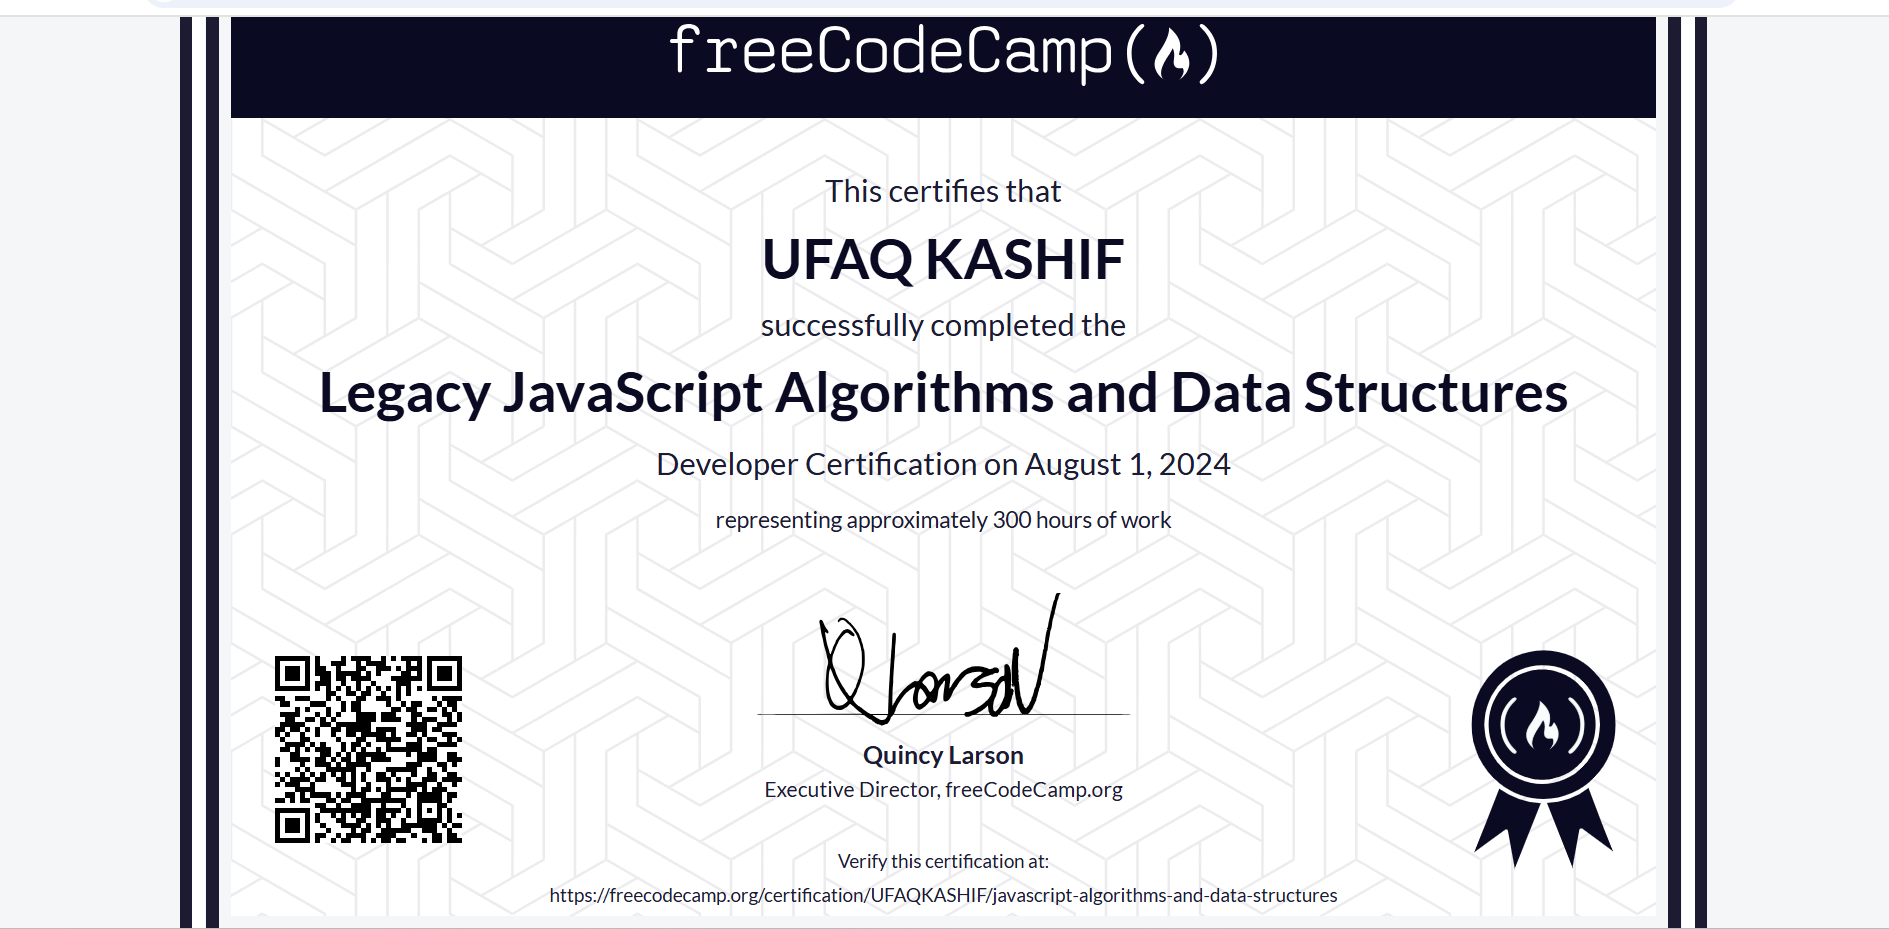 freeCodeCamp
This certifies that
UFAQ KASHIF
successfully completed the
Legacy JavaScript Algorithms and Data Structures
Developer Certification on August 1, 2024
representing approximately 300 hours of work
Q Larson
Quincy Larson
Executive Director, freeCodeCamp.org
Verify this certification at:
https://freecodecamp.org/certification/UFAQKASHIF/javascript-algorithms-and-data-structures